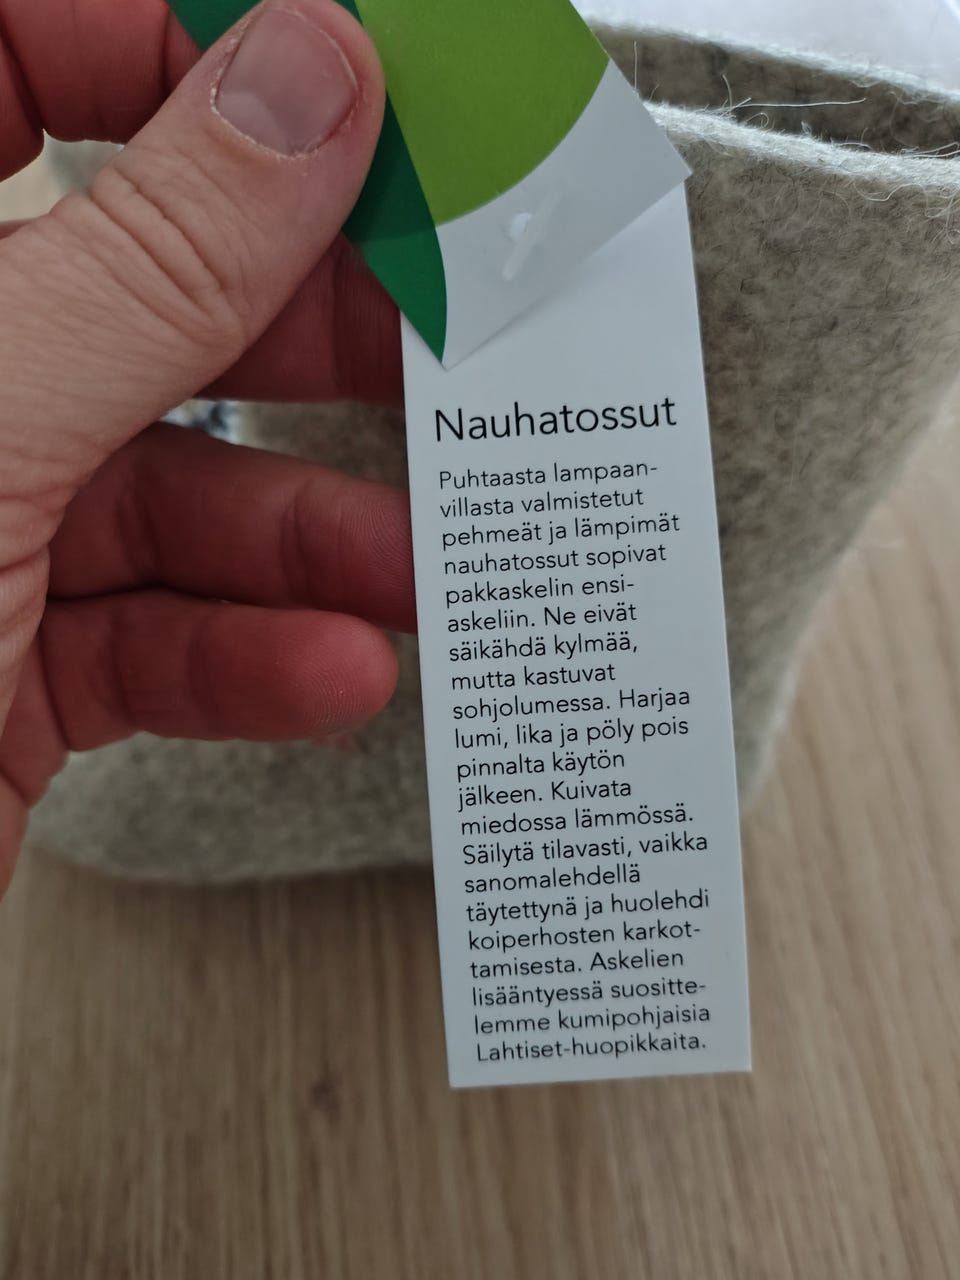 Nauhatossut
Puhtaasta lampaan-
villasta valmistetut
pehmeät ja lämpimät
nauhatossut sopivat
pakkaskelin ensi-
askeliin. Ne eivät
säikähdä kylmää,
mutta kastuvat
sohjolumessa. Harjaa
lumi, lika ja pöly pois
pinnalta käytön
jälkeen. Kuivata
miedossa lämmössä.
Säilytä tilavasti, vaikka
sanomalehdellä
täytettynä ja huolehdi
koiperhosten karkot-
tamisesta. Askelien
lisääntyessä suositte-
lemme kumipohjaisia
Lahtiset-huopikkaita.